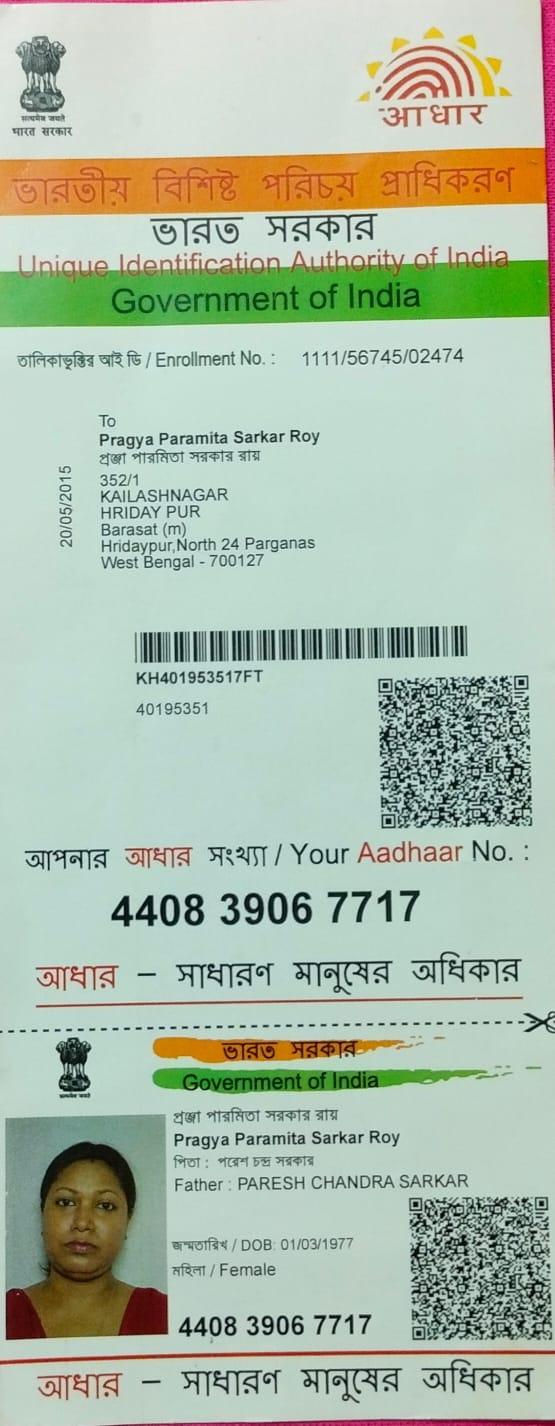 सत्यमेव जयते
भारत सरकार
आधार
ভারতীয় বিশিষ্ট পরিচয় প্রাধিকরণ
ভারত সরকার
Unique Identification Authority of India
Government of India
তালিকাভুক্তির আই ডি / Enrollment No. : 1111/56745/02474
To
Pragya Paramita Sarkar Roy
প্রজ্ঞা পারমিতা সরকার রায়
352/1
KAILASHNAGAR
HRIDAY PUR
Barasat (m)
Hridaypur,North 24 Parganas
West Bengal - 700127
20/05/2015
KH401953517FT
40195351
আপনার আধার সংখ্যা / Your Aadhaar No. :
4408 3906 7717
আধার – সাধারণ মানুষের অধিকার
ভারত সরকার
Government of India
प्रজ্ঞা পারমিতা সরকার রায়
Pragya Paramita Sarkar Roy
পিতা : পরেশ চন্দ্র সরকার
Father : PARESH CHANDRA SARKAR
জন্মতারিখ / DOB: 01/03/1977
মহিলা / Female
4408 3906 7717
আধার – সাধারণ মানুষের অধিকার